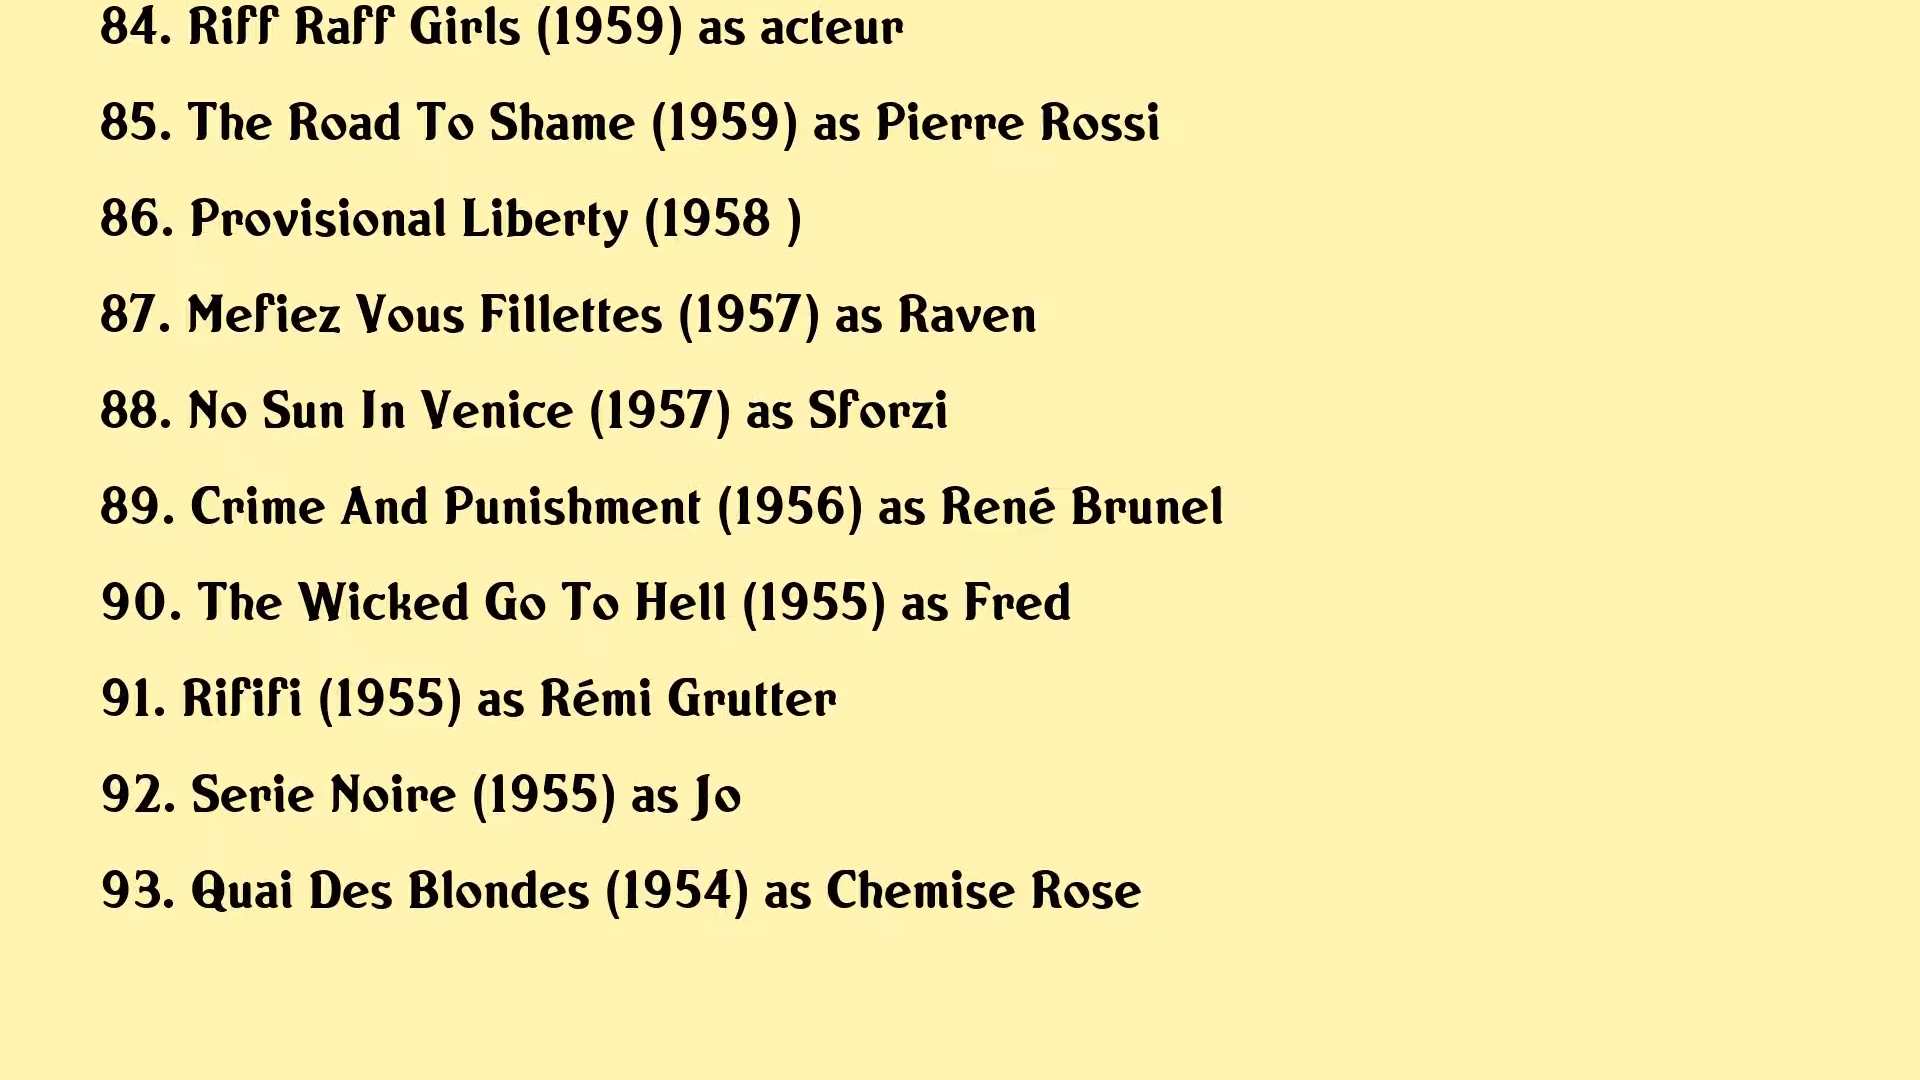 84. Riff Raff Girls (1959) as acteur
85. The Road To Shame (1959) as Pierre Rossi
86. Provisional Liberty (1958 )
87. Mefiez Vous Fillettes (1957) as Raven
88. No Sun In Venice (1957) as Sforzi
89. Crime And Punishment (1956) as René Brunel
90. The Wicked Go To Hell (1955) as Fred
91. Rififi (1955) as Rémi Grutter
92. Serie Noire (1955) as Jo
93. Quai Des Blondes (1954) as Chemise Rose